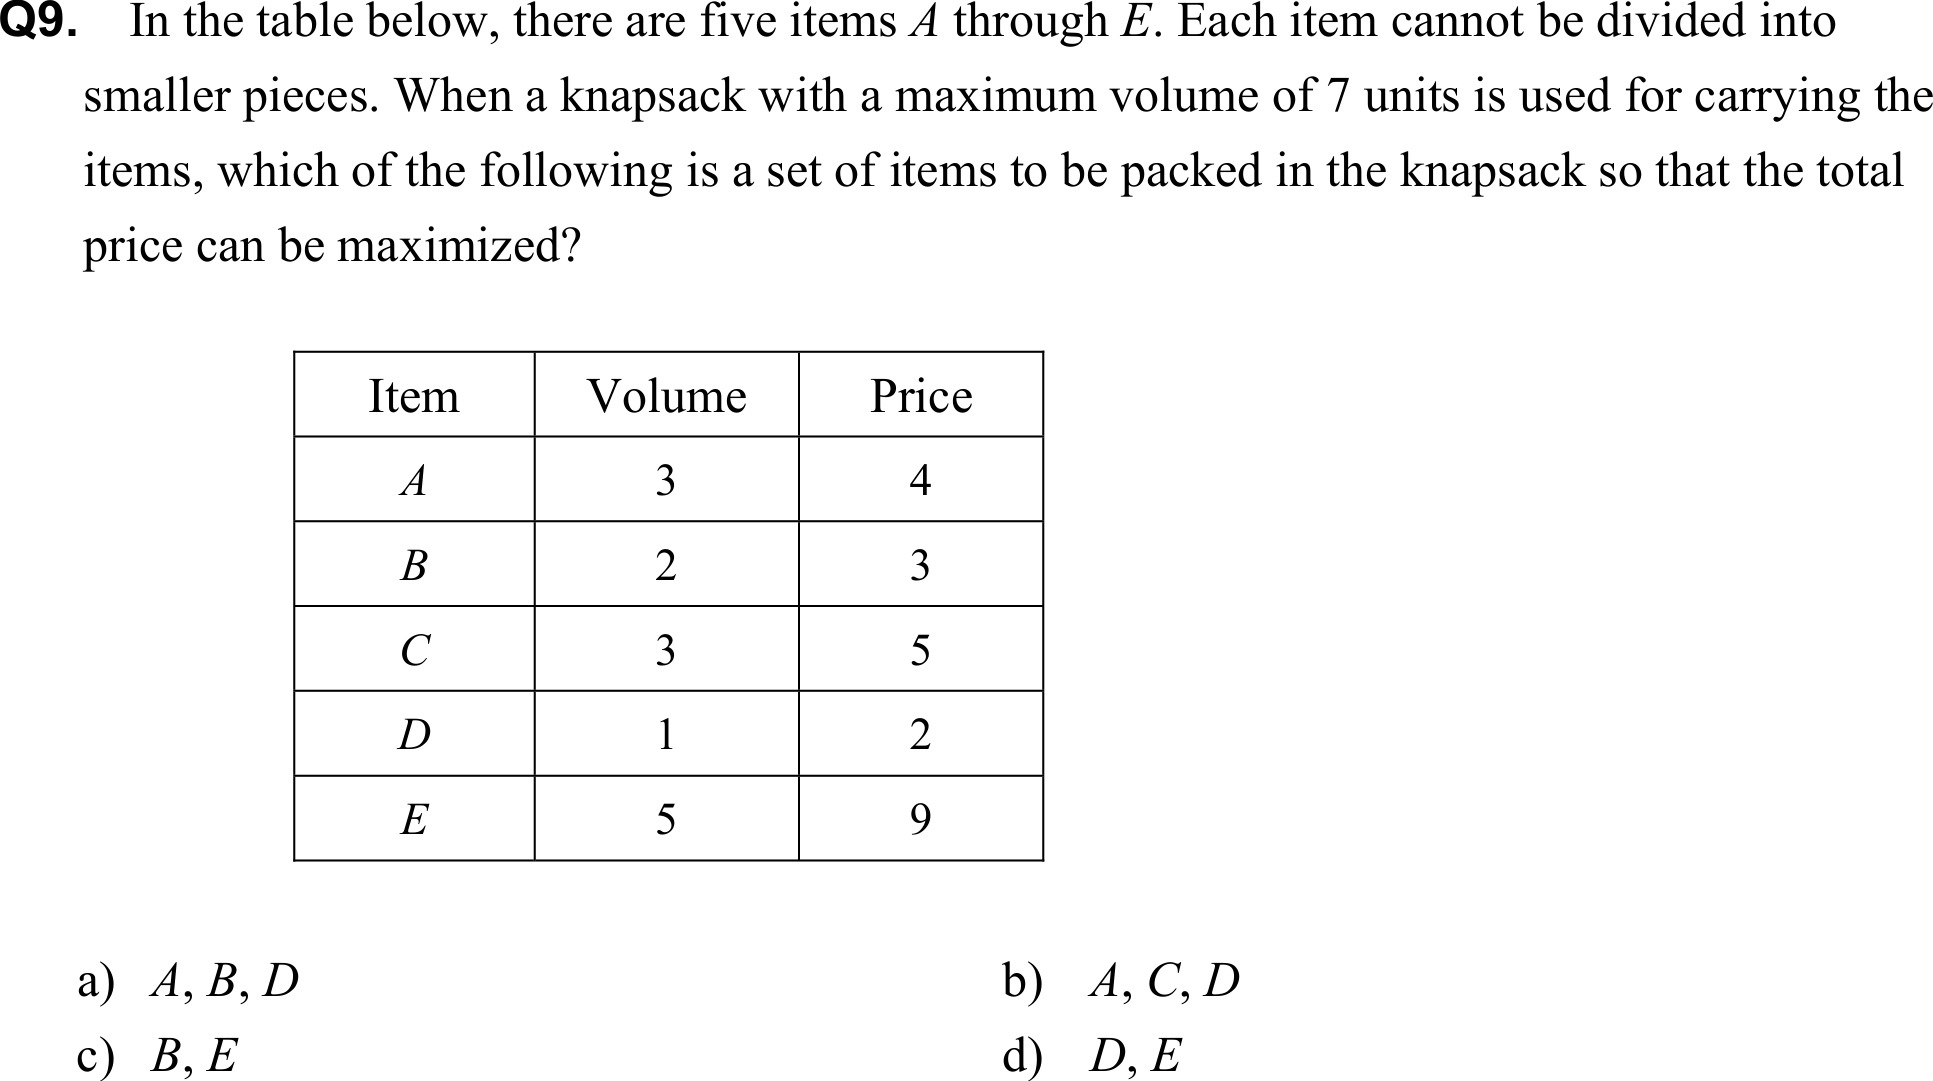 Q9. In the table below, there are five items A through E. Each item cannot be divided into
smaller pieces. When a knapsack with a maximum volume of 7 units is used for carrying the
items, which of the following is a set of items to be packed in the knapsack so that the total
price can be maximized?
Item Volume Price
A 3 4
B 2 3
C 3 5
D 1 2
E 5 9
a) A, B, D b) A, C, D
c) B, E d) D, E